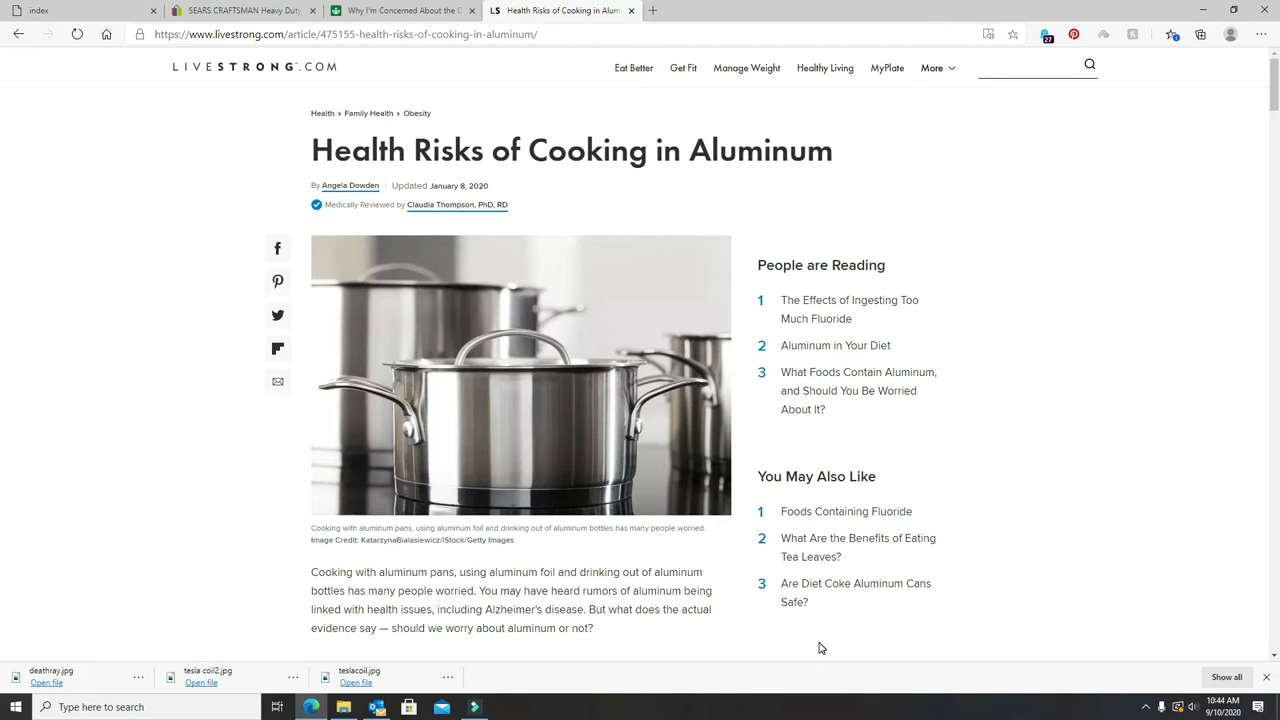 index
SEARS CRAFTSMAN Heavy Duty
Why I'm Concerned About the D
LS Health Risks of Cooking in Alumi
https://www.livestrong.com/article/475155-health-risks-of-cooking-in-aluminum/
27
LIVESTRONG.COM
Eat Better
Get Fit
Manage Weight
Healthy Living
MyPlate
More
Health › Family Health › Obesity
Health Risks of Cooking in Aluminum
By Angela Dowden | Updated January 8, 2020
Medically Reviewed by Claudia Thompson, PhD, RD
Cooking with aluminum pans, using aluminum foil and drinking out of aluminum bottles has many people worried.
Image Credit: KatarzynaBialasiewicz/iStock/Getty Images
Cooking with aluminum pans, using aluminum foil and drinking out of aluminum
bottles has many people worried. You may have heard rumors of aluminum being
linked with health issues, including Alzheimer's disease. But what does the actual
evidence say — should we worry about aluminum or not?
People are Reading
1 The Effects of Ingesting Too
Much Fluoride
2 Aluminum in Your Diet
3 What Foods Contain Aluminum,
and Should You Be Worried
About It?
You May Also Like
1 Foods Containing Fluoride
2 What Are the Benefits of Eating
Tea Leaves?
3 Are Diet Coke Aluminum Cans
Safe?
deathray.jpg
Open file
tesla coil2.jpg
Open file
teslacoil.jpg
Open file
Show all
Type here to search
10:44 AM
9/10/2020